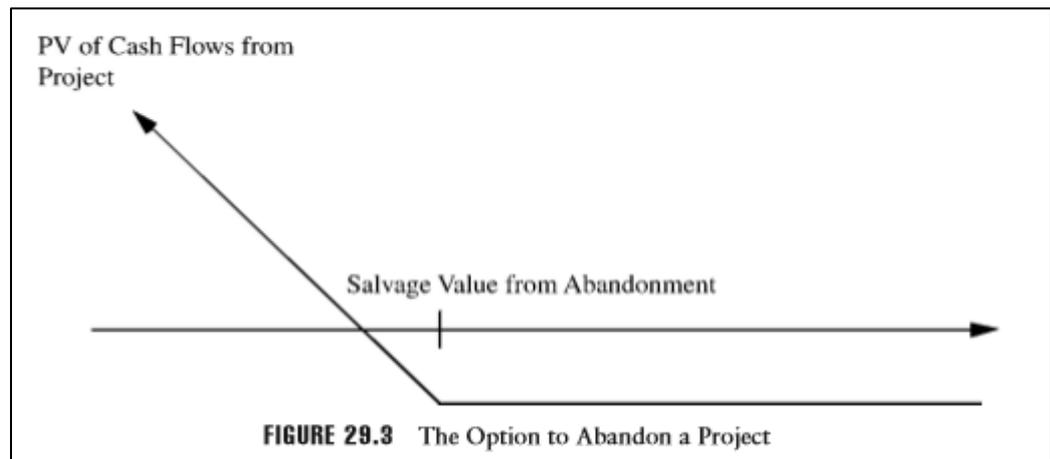 PV of Cash Flows from
Project
Salvage Value from Abandonment
FIGURE 29.3 The Option to Abandon a Project